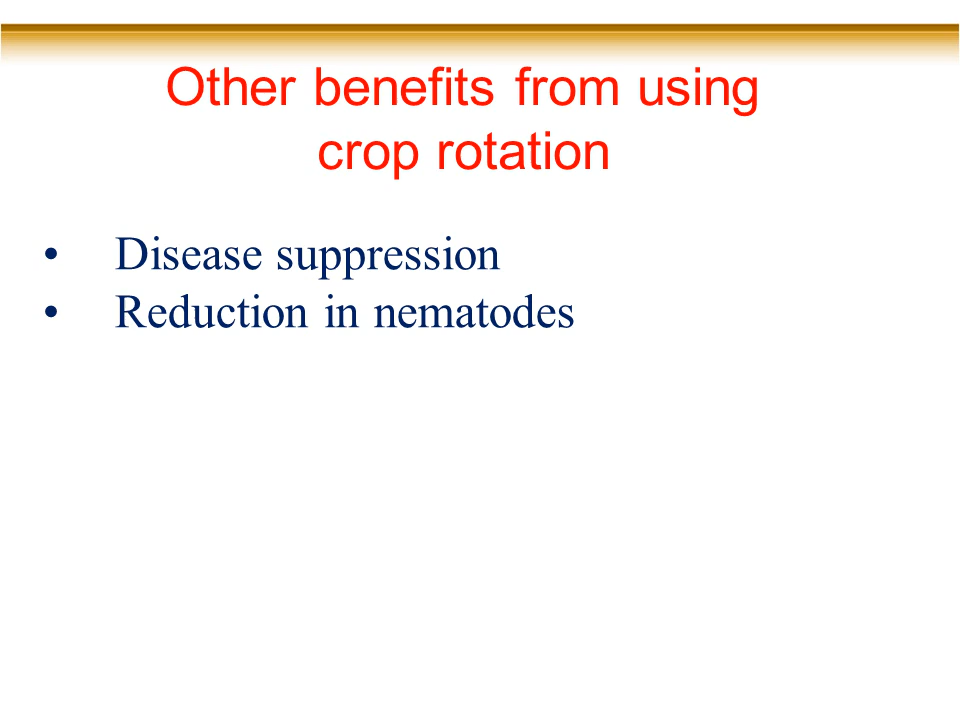 Other benefits from using
crop rotation
• Disease suppression
• Reduction in nematodes